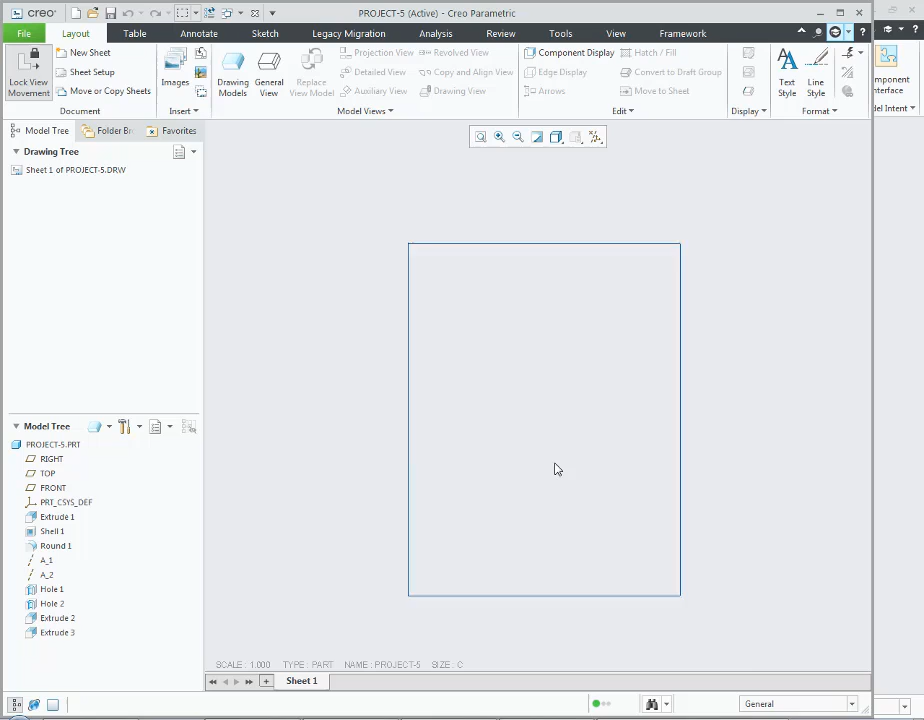 creo
PROJECT-5 (Active) - Creo Parametric
File Layout Table Annotate Sketch Legacy Migration Analysis Review Tools View Framework
Lock View Movement
New Sheet
Sheet Setup
Move or Copy Sheets
Document
Images
Insert
Drawing Models
General View
Replace View Model
Projection View
Detailed View
Auxiliary View
Revolved View
Copy and Align View
Drawing View
Model Views
Component Display
Edge Display
Arrows
Hatch / Fill
Convert to Draft Group
Move to Sheet
Edit
Display
Text Style
Line Style
Format
omponent
nterface
del Intent
Model Tree Folder Br Favorites
Drawing Tree
Sheet 1 of PROJECT-5.DRW
Model Tree
PROJECT-5.PRT
RIGHT
TOP
FRONT
PRT_CSYS_DEF
Extrude 1
Shell 1
Round 1
A_1
A_2
Hole 1
Hole 2
Extrude 2
Extrude 3
SCALE : 1.000 TYPE : PART NAME : PROJECT-5 SIZE : C
Sheet 1
General